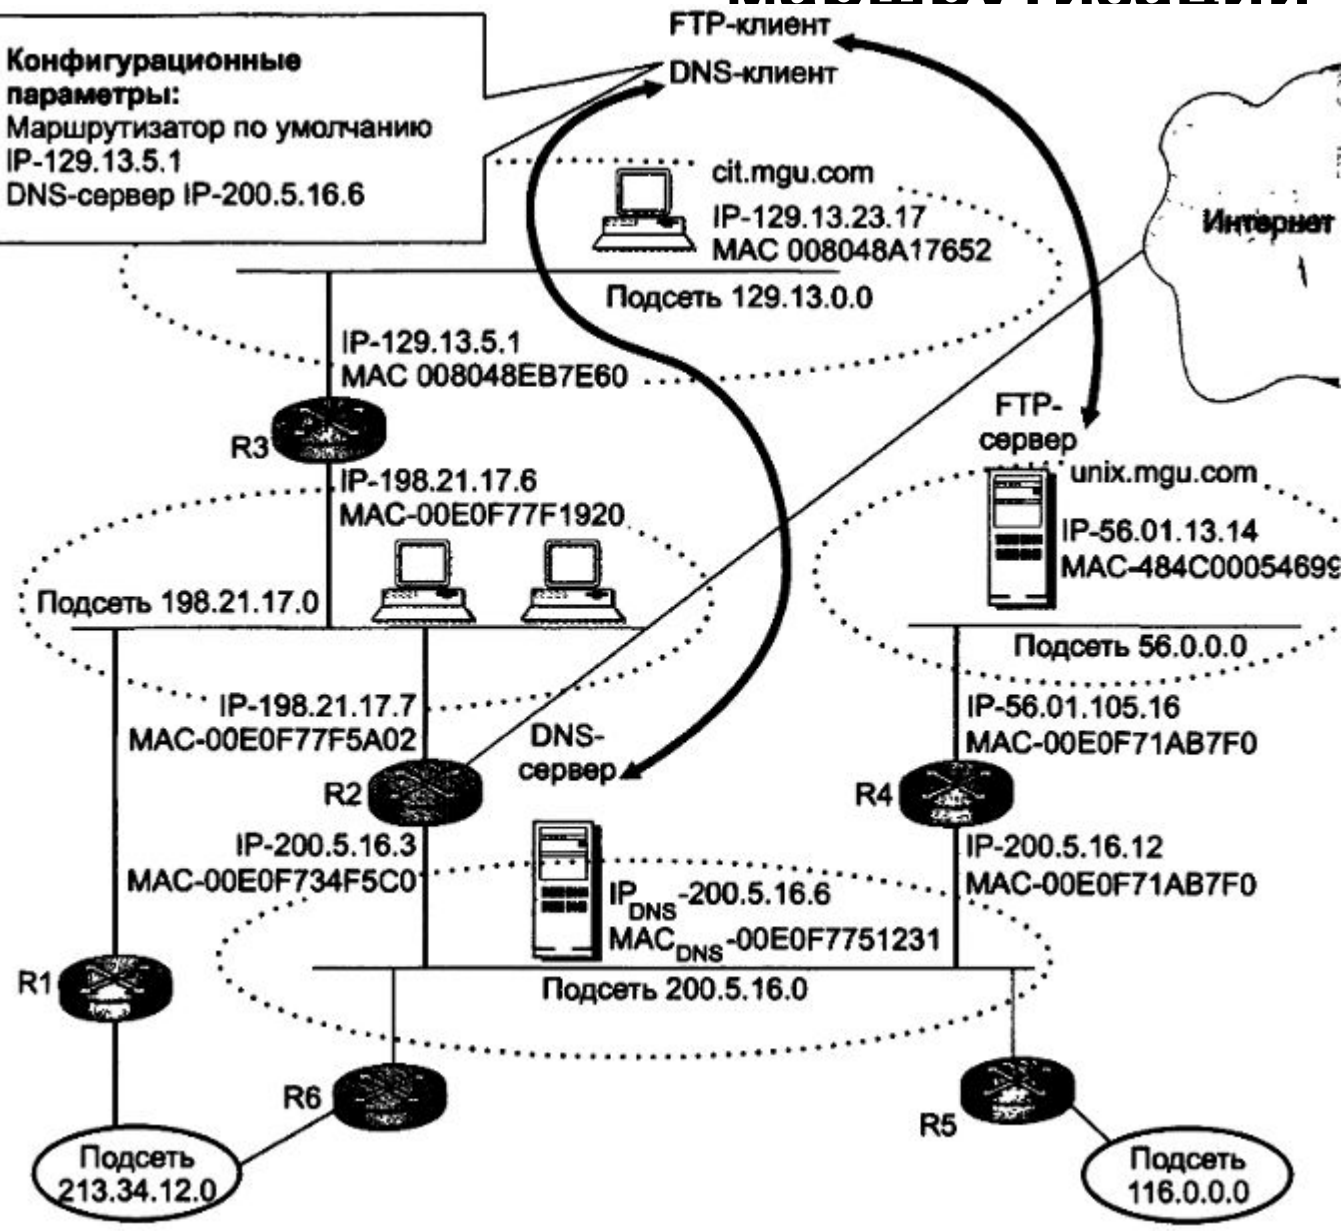 FTP-клиент
DNS-клиент
Конфигурационные
параметры:
Маршрутизатор по умолчанию
IP-129.13.5.1
DNS-сервер IP-200.5.16.6
cit.mgu.com
IP-129.13.23.17
MAC 008048A17652
Интернет
Подсеть 129.13.0.0
IP-129.13.5.1
MAC 008048EB7E60
R3
FTP-
сервер
unix.mgu.com
IP-56.01.13.14
MAC-484C00054699
IP-198.21.17.6
MAC-00E0F77F1920
Подсеть 198.21.17.0
Подсеть 56.0.0.0
IP-198.21.17.7
MAC-00E0F77F5A02
R2
DNS-
сервер
IP-56.01.105.16
MAC-00E0F71AB7F0
R4
IP-200.5.16.3
MAC-00E0F734F5C0
IP-200.5.16.12
MAC-00E0F71AB7F0
IPDNS-200.5.16.6
MACDNS-00E0F7751231
R1
Подсеть 200.5.16.0
R6
R5
Подсеть
213.34.12.0
Подсеть
116.0.0.0